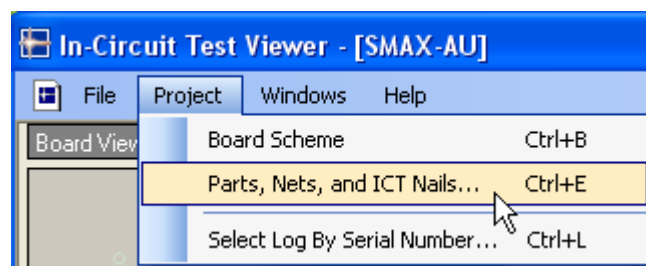 In-Circuit Test Viewer - [SMAX-AU]
File Project Windows Help
Board View
Board Scheme Ctrl+B
Parts, Nets, and ICT Nails... Ctrl+E
Select Log By Serial Number... Ctrl+L